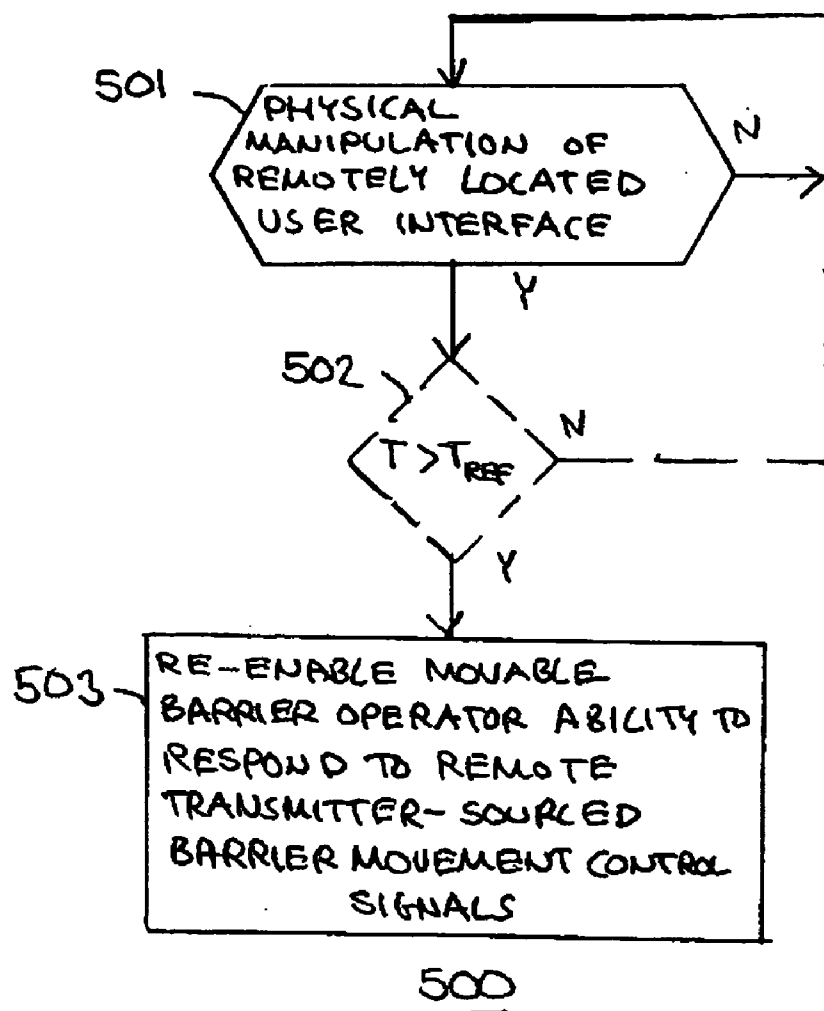 501
PHYSICAL
MANIPULATION OF
REMOTELY LOCATED
USER INTERFACE
N
Y
502
T > TREF
N
Y
503
RE-ENABLE MOVABLE
BARRIER OPERATOR ABILITY TO
RESPOND TO REMOTE
TRANSMITTER-SOURCED
BARRIER MOVEMENT CONTROL
SIGNALS
500